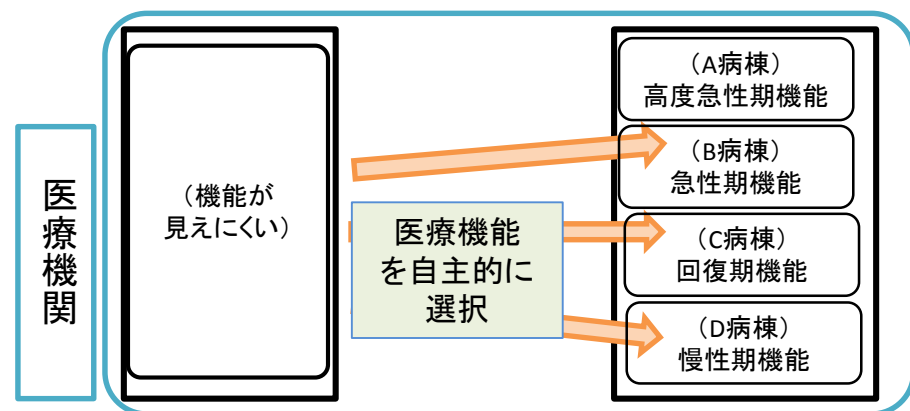 医療機関
(機能が
見えにくい)
医療機能
を自主的に
選択
(A病棟)
高度急性期機能
(B病棟)
急性期機能
(C病棟)
回復期機能
(D病棟)
慢性期機能